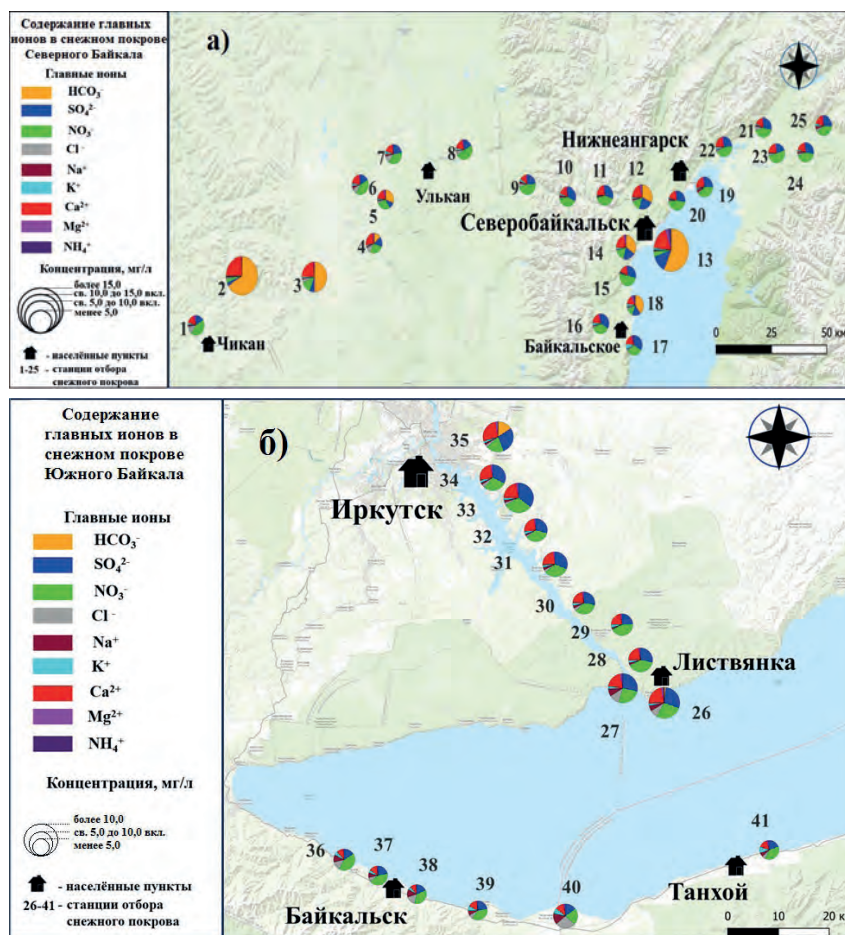 Содержание главных
ионов в снежном покрове
Северного Байкала
Главные ионы
HCO₃⁻
SO₄²⁻
NO₃⁻
Cl⁻
Na⁺
K⁺
Ca²⁺
Mg²⁺
NH₄⁺
Концентрация, мг/л
более 15,0
св. 10,0 до 15,0 вкл.
св. 5,0 до 10,0 вкл.
менее 5,0
- населённые пункты
1-25 - станции отбора
снежного покрова
а)
1
Чикан
2
3
4
5
6
7
Улькан
8
9
10
11
12
Нижнеангарск
Северобайкальск
13
14
15
16
Байкальское
17
18
19
20
21
22
23
24
25
0 25 50 км
Содержание
главных ионов в
снежном покрове
Южного Байкала
Главные ионы
HCO₃⁻
SO₄²⁻
NO₃⁻
Cl⁻
Na⁺
K⁺
Ca²⁺
Mg²⁺
NH₄⁺
Концентрация, мг/л
более 10,0
св. 5,0 до 10,0 вкл.
менее 5,0
- населённые пункты
26-41 - станции отбора
снежного покрова
б)
35
34
Иркутск
33
32
31
30
29
28
Листвянка
27
26
36
37
38
Байкальск
39
40
41
Танхой
0 10 20 к